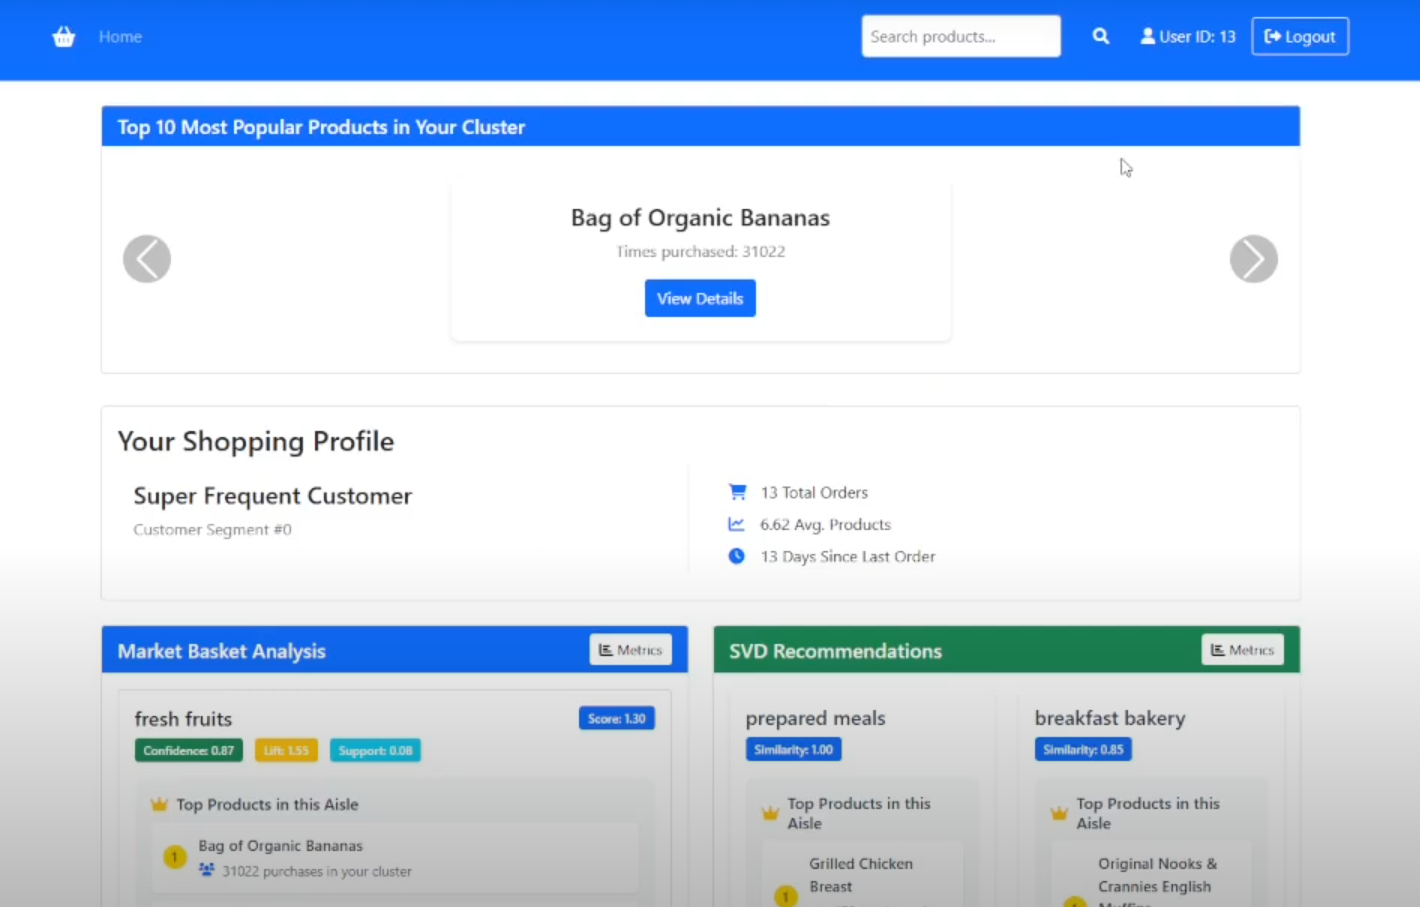 Home
Search products...
User ID: 13
Logout
Top 10 Most Popular Products in Your Cluster
Bag of Organic Bananas
Times purchased: 31022
View Details
Your Shopping Profile
Super Frequent Customer
Customer Segment #0
13 Total Orders
6.62 Avg. Products
13 Days Since Last Order
Market Basket Analysis
Metrics
fresh fruits
Score: 1.30
Confidence: 0.87
Lift: 1.55
Support: 0.08
Top Products in this Aisle
1
Bag of Organic Bananas
31022 purchases in your cluster
SVD Recommendations
Metrics
prepared meals
Similarity: 1.00
Top Products in this
Aisle
1
Grilled Chicken
Breast
breakfast bakery
Similarity: 0.85
Top Products in this
Aisle
Original Nooks &
Crannies English